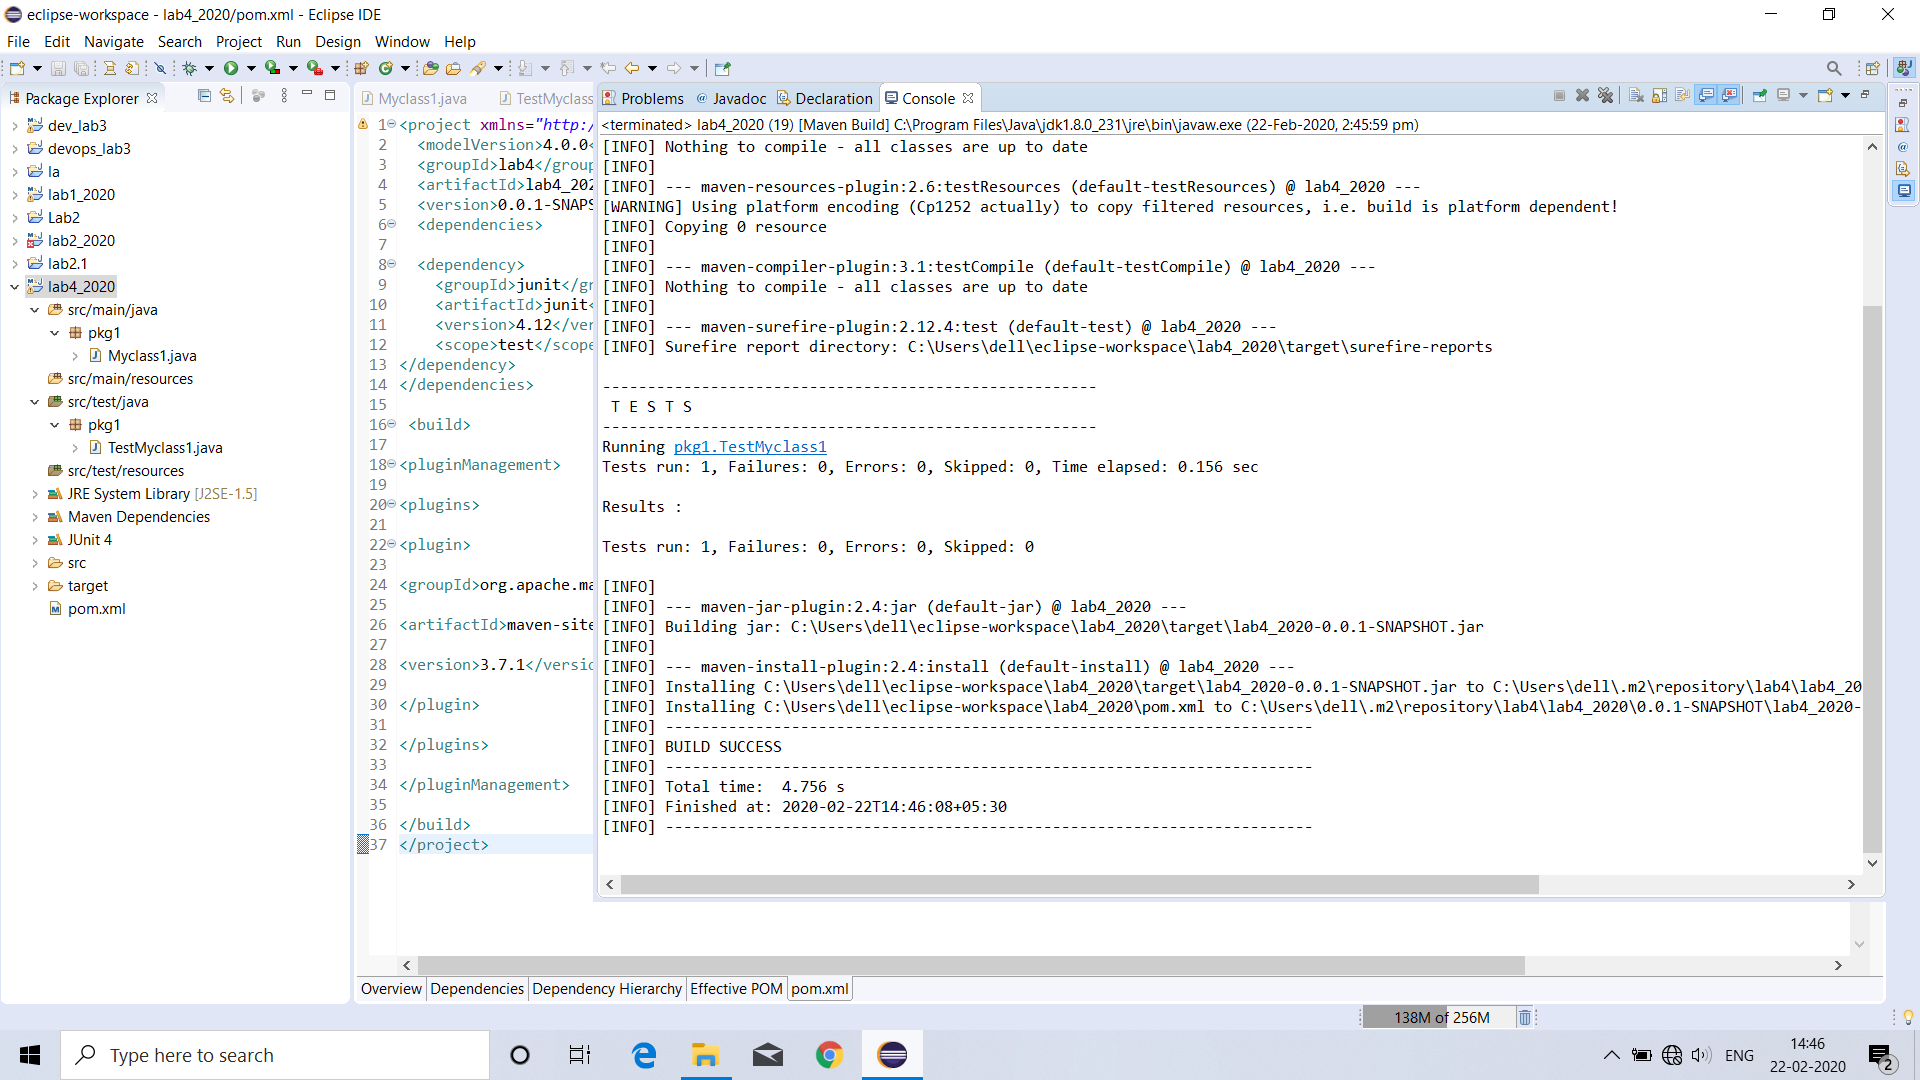 eclipse-workspace - lab4_2020/pom.xml - Eclipse IDE
File Edit Navigate Search Project Run Design Window Help
Package Explorer
dev_lab3
devops_lab3
la
lab1_2020
Lab2
lab2_2020
lab2.1
lab4_2020
src/main/java
pkg1
Myclass1.java
src/main/resources
src/test/java
pkg1
TestMyclass1.java
src/test/resources
JRE System Library [J2SE-1.5]
Maven Dependencies
JUnit 4
src
target
pom.xml
Myclass1.java TestMyclass
1 <project xmlns="http:/
2 <modelVersion>4.0.0<
3 <groupId>lab4</group
4 <artifactId>lab4_202
5 <version>0.0.1-SNAPS
6 <dependencies>
7
8 <dependency>
9 <groupId>junit</gr
10 <artifactId>junit<
11 <version>4.12</ver
12 <scope>test</scope
13 </dependency>
14 </dependencies>
15
16 <build>
17
18 <pluginManagement>
19
20 <plugins>
21
22 <plugin>
23
24 <groupId>org.apache.ma
25
26 <artifactId>maven-site
27
28 <version>3.7.1</versio
29
30 </plugin>
31
32 </plugins>
33
34 </pluginManagement>
35
36 </build>
37 </project>
Problems @ Javadoc Declaration Console
<terminated> lab4_2020 (19) [Maven Build] C:\Program Files\Java\jdk1.8.0_231\jre\bin\javaw.exe (22-Feb-2020, 2:45:59 pm)
[INFO] Nothing to compile - all classes are up to date
[INFO]
[INFO] --- maven-resources-plugin:2.6:testResources (default-testResources) @ lab4_2020 ---
[WARNING] Using platform encoding (Cp1252 actually) to copy filtered resources, i.e. build is platform dependent!
[INFO] Copying 0 resource
[INFO]
[INFO] --- maven-compiler-plugin:3.1:testCompile (default-testCompile) @ lab4_2020 ---
[INFO] Nothing to compile - all classes are up to date
[INFO]
[INFO] --- maven-surefire-plugin:2.12.4:test (default-test) @ lab4_2020 ---
[INFO] Surefire report directory: C:\Users\dell\eclipse-workspace\lab4_2020\target\surefire-reports
-------------------------------------------------------
T E S T S
-------------------------------------------------------
Running pkg1.TestMyclass1
Tests run: 1, Failures: 0, Errors: 0, Skipped: 0, Time elapsed: 0.156 sec
Results :
Tests run: 1, Failures: 0, Errors: 0, Skipped: 0
[INFO]
[INFO] --- maven-jar-plugin:2.4:jar (default-jar) @ lab4_2020 ---
[INFO] Building jar: C:\Users\dell\eclipse-workspace\lab4_2020\target\lab4_2020-0.0.1-SNAPSHOT.jar
[INFO]
[INFO] --- maven-install-plugin:2.4:install (default-install) @ lab4_2020 ---
[INFO] Installing C:\Users\dell\eclipse-workspace\lab4_2020\target\lab4_2020-0.0.1-SNAPSHOT.jar to C:\Users\dell\.m2\repository\lab4\lab4_20
[INFO] Installing C:\Users\dell\eclipse-workspace\lab4_2020\pom.xml to C:\Users\dell\.m2\repository\lab4\lab4_2020\0.0.1-SNAPSHOT\lab4_2020-
[INFO] ------------------------------------------------------------------------
[INFO] BUILD SUCCESS
[INFO] ------------------------------------------------------------------------
[INFO] Total time: 4.756 s
[INFO] Finished at: 2020-02-22T14:46:08+05:30
[INFO] ------------------------------------------------------------------------
Overview Dependencies Dependency Hierarchy Effective POM pom.xml
138M of 256M
Type here to search
ENG
14:46
22-02-2020
2